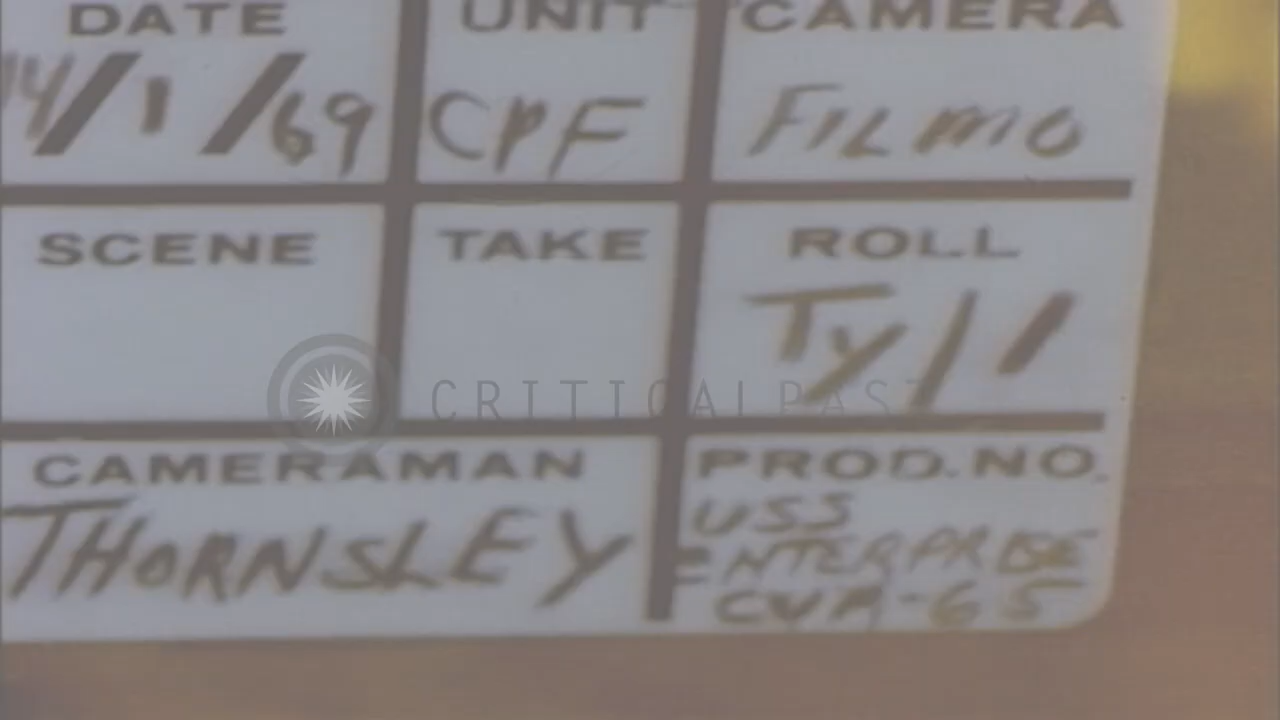 DATE UNIT CAMERA
14/1/69 CPF FILMO
SCENE TAKE ROLL
Ty/1
CRITICALPAST
CAMERAMAN PROD.NO.
THORNSLEY USS
ENTERPRISE
CVA-65